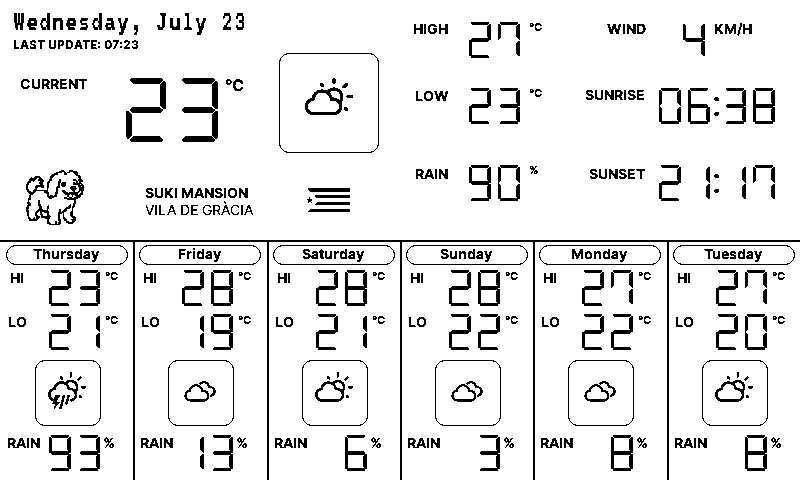 Wednesday, July 23
LAST UPDATE: 07:23
CURRENT 23 °C
SUKI MANSION
VILA DE GRÀCIA
HIGH 27 °C
WIND 4 KM/H
LOW 23 °C
SUNRISE 06:38
RAIN 90 %
SUNSET 21:17
Thursday
HI 23 °C
LO 21 °C
RAIN 93 %
Friday
HI 28 °C
LO 19 °C
RAIN 13 %
Saturday
HI 28 °C
LO 21 °C
RAIN 6 %
Sunday
HI 28 °C
LO 22 °C
RAIN 3 %
Monday
HI 27 °C
LO 22 °C
RAIN 8 %
Tuesday
HI 27 °C
LO 20 °C
RAIN 8 %